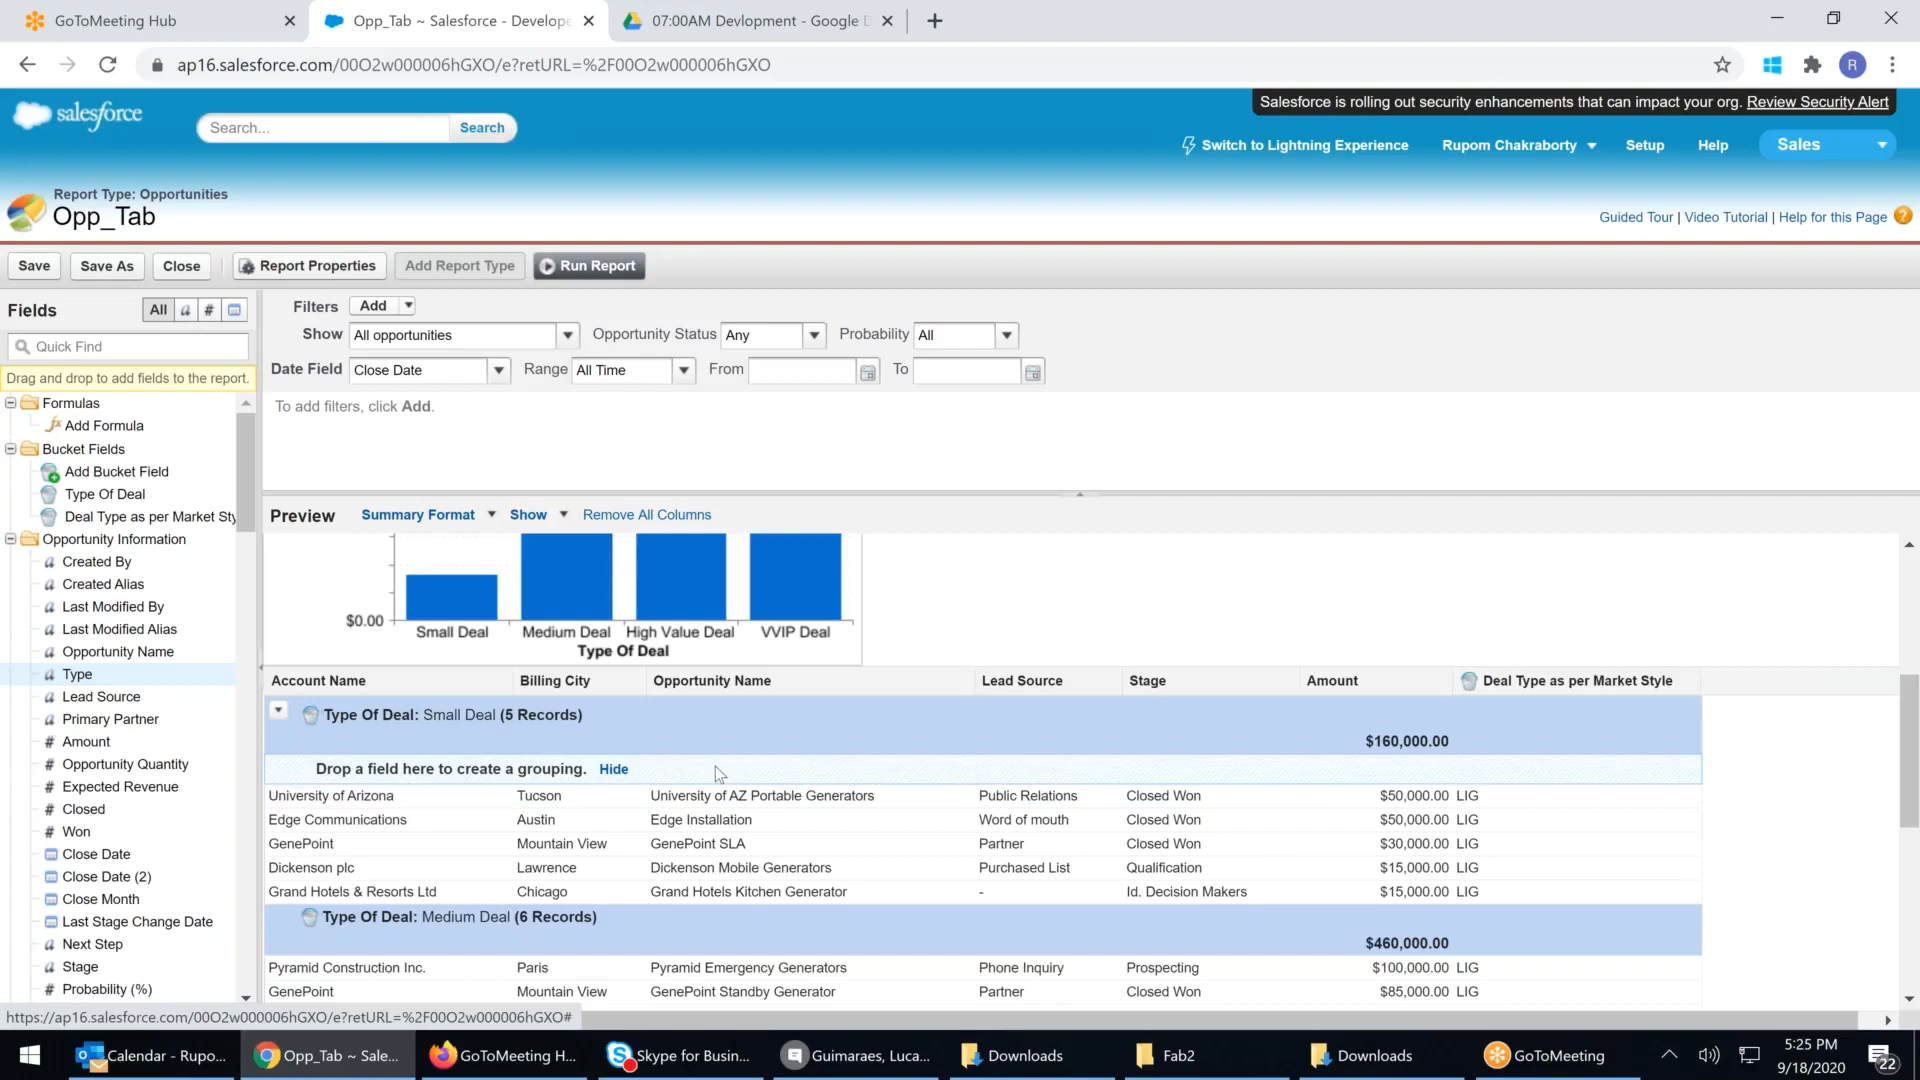 GoToMeeting Hub
Opp_Tab ~ Salesforce - Develope
07:00AM Devlopment - Google D
ap16.salesforce.com/00O2w000006hGXO/e?retURL=%2F00O2w000006hGXO
R
Salesforce is rolling out security enhancements that can impact your org. Review Security Alert
salesforce
Search...
Search
Switch to Lightning Experience
Rupom Chakraborty
Setup
Help
Sales
Report Type: Opportunities
Opp_Tab
Guided Tour | Video Tutorial | Help for this Page ?
Save
Save As
Close
Report Properties
Add Report Type
Run Report
Fields
All a #
Quick Find
Drag and drop to add fields to the report.
Formulas
Add Formula
Bucket Fields
Add Bucket Field
Type Of Deal
Deal Type as per Market Sty
Opportunity Information
a Created By
a Created Alias
a Last Modified By
a Last Modified Alias
a Opportunity Name
a Type
a Lead Source
a Primary Partner
# Amount
# Opportunity Quantity
# Expected Revenue
# Closed
# Won
Close Date
Close Date (2)
Close Month
Last Stage Change Date
a Next Step
a Stage
# Probability (%)
Filters Add
Show All opportunities Opportunity Status Any Probability All
Date Field Close Date Range All Time From To
To add filters, click Add.
Preview Summary Format Show Remove All Columns
$0.00
Small Deal Medium Deal High Value Deal VVIP Deal
Type Of Deal
Account Name Billing City Opportunity Name Lead Source Stage Amount Deal Type as per Market Style
Type Of Deal: Small Deal (5 Records)
$160,000.00
Drop a field here to create a grouping. Hide
University of Arizona Tucson University of AZ Portable Generators Public Relations Closed Won $50,000.00 LIG
Edge Communications Austin Edge Installation Word of mouth Closed Won $50,000.00 LIG
GenePoint Mountain View GenePoint SLA Partner Closed Won $30,000.00 LIG
Dickenson plc Lawrence Dickenson Mobile Generators Purchased List Qualification $15,000.00 LIG
Grand Hotels & Resorts Ltd Chicago Grand Hotels Kitchen Generator - Id. Decision Makers $15,000.00 LIG
Type Of Deal: Medium Deal (6 Records)
$460,000.00
Pyramid Construction Inc. Paris Pyramid Emergency Generators Phone Inquiry Prospecting $100,000.00 LIG
GenePoint Mountain View GenePoint Standby Generator Partner Closed Won $85,000.00 LIG
https://ap16.salesforce.com/00O2w000006hGXO/e?retURL=%2F00O2w000006hGXO#
Calendar - Rupo...
Opp_Tab ~ Sale...
GoToMeeting H...
Skype for Busin...
Guimaraes, Luca...
Downloads
Fab2
Downloads
GoToMeeting
5:25 PM
9/18/2020
22